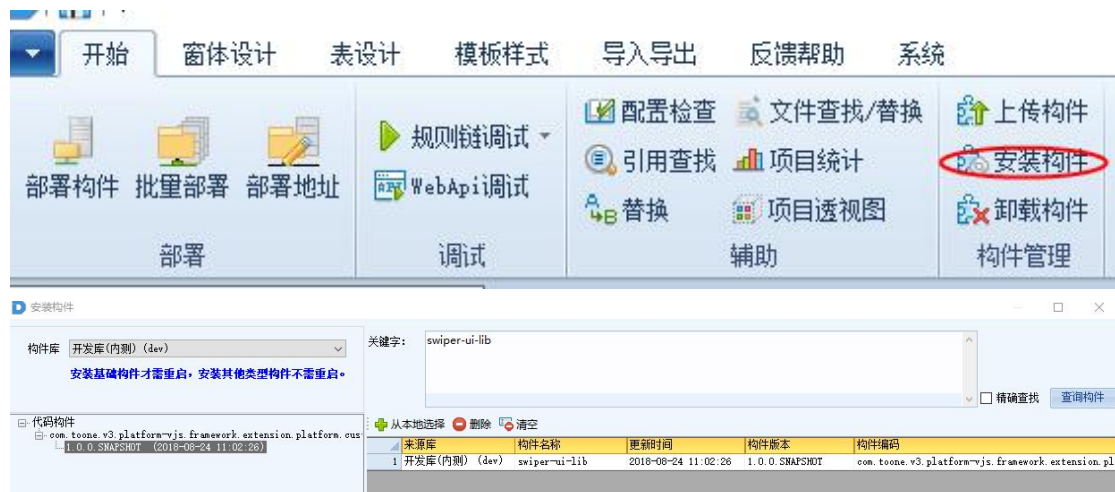 开始 窗体设计 表设计 模板样式 导入导出 反馈帮助 系统
部署构件 批量部署 部署地址
部署
规则链调试
WebApi调试
调试
配置检查 文件查找/替换
引用查找 项目统计
替换 项目透视图
辅助
上传构件
安装构件
卸载构件
构件管理
安装构件
构件库 开发库(内测) (dev)
安装基础构件才需重启，安装其他类型构件不需重启。
关键字: swiper-ui-lib
精确查找 查询构件
代码构件
com.toone.v3.platform-vjs.framework.extension.platform.cus
1.0.0.SNAPSHOT (2018-08-24 11:02:26)
从本地选择 删除 清空
来源库 构件名称 更新时间 构件版本 构件编码
1 开发库(内测) (dev) swiper-ui-lib 2018-08-24 11:02:26 1.0.0.SNAPSHOT com.toone.v3.platform-vjs.framework.extension.pl